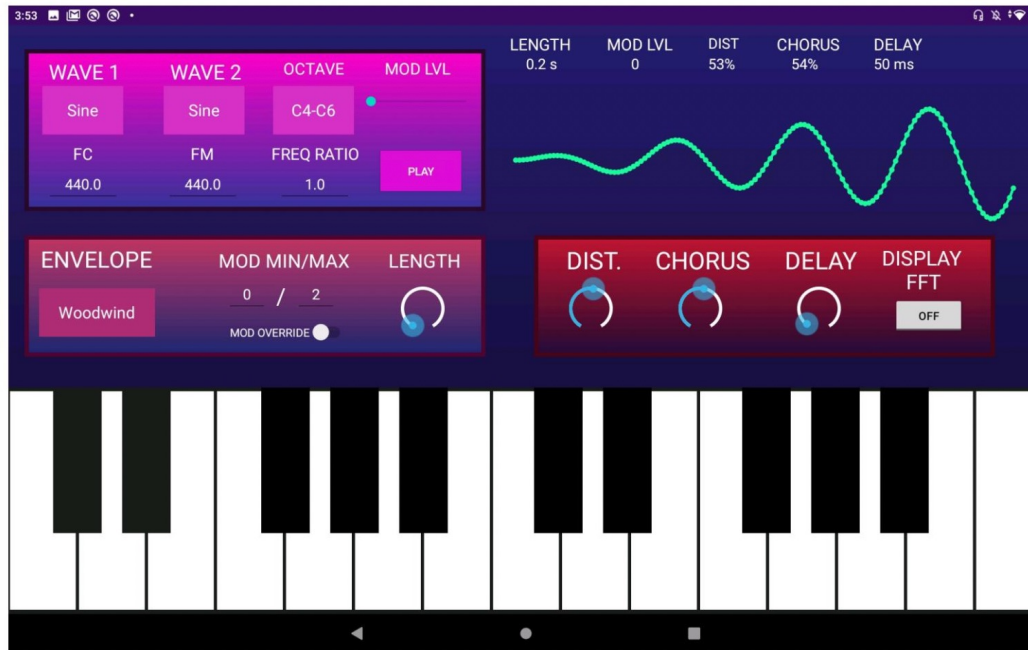 3:53
LENGTH MOD LVL DIST CHORUS DELAY
0.2 s 0 53% 54% 50 ms
WAVE 1 WAVE 2 OCTAVE MOD LVL
Sine Sine C4-C6
FC FM FREQ RATIO
440.0 440.0 1.0 PLAY
ENVELOPE MOD MIN/MAX LENGTH
Woodwind 0 / 2
MOD OVERRIDE
DIST. CHORUS DELAY DISPLAY
FFT
OFF